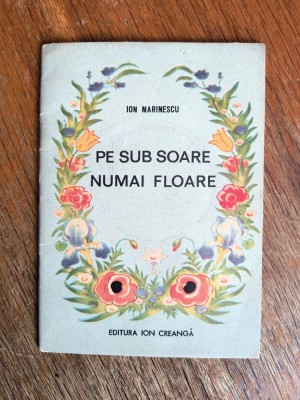 ION MARINESCU
PE SUB SOARE
NUMAI FLOARE
EDITURA ION CREANGĂ